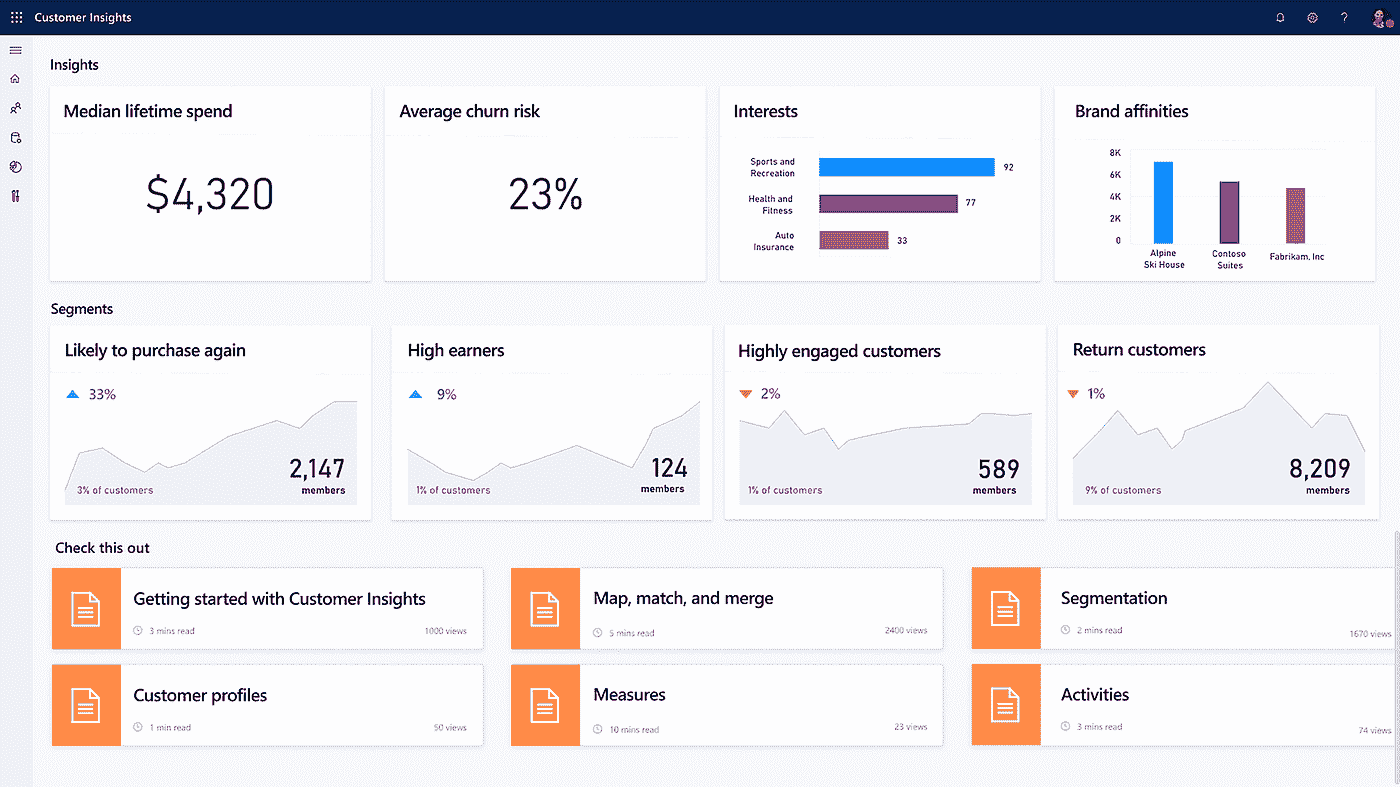 Customer Insights
?
Insights
Median lifetime spend
$4,320
Average churn risk
23%
Interests
Sports and
Recreation
92
Health and
Fitness
77
Auto
Insurance
33
Brand affinities
8K
6K
4K
2K
0
Alpine
Ski House
Contoso
Suites
Fabrikam, Inc
Segments
Likely to purchase again
33%
2,147
members
3% of customers
High earners
9%
124
members
1% of customers
Highly engaged customers
2%
589
members
1% of customers
Return customers
1%
8,209
members
9% of customers
Check this out
Getting started with Customer Insights
3 mins read
1000 views
Map, match, and merge
5 mins read
2400 views
Segmentation
2 mins read
1670 views
Customer profiles
1 min read
50 views
Measures
10 mins read
23 views
Activities
3 mins read
74 views